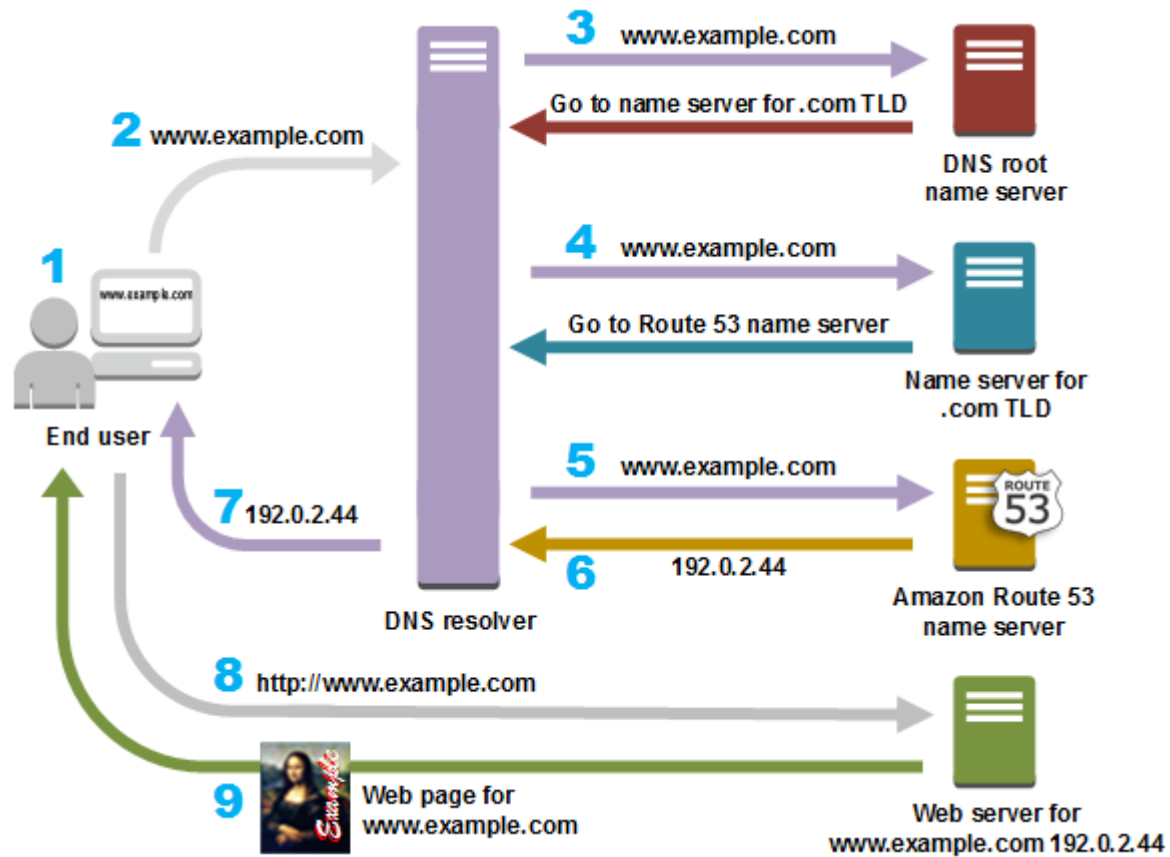 3 www.example.com
Go to name server for .com TLD
DNS root
name server
2 www.example.com
1
www.example.com
End user
4 www.example.com
Go to Route 53 name server
Name server for
.com TLD
5 www.example.com
ROUTE
53
6 192.0.2.44
Amazon Route 53
name server
7 192.0.2.44
DNS resolver
8 http://www.example.com
9
Example
Web page for
www.example.com
Web server for
www.example.com 192.0.2.44